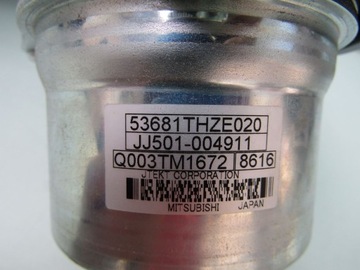 53681THZE020
JJ501-004911
Q003TM1672 8616
JTEKT CORPORATION
MITSUBISHI JAPAN